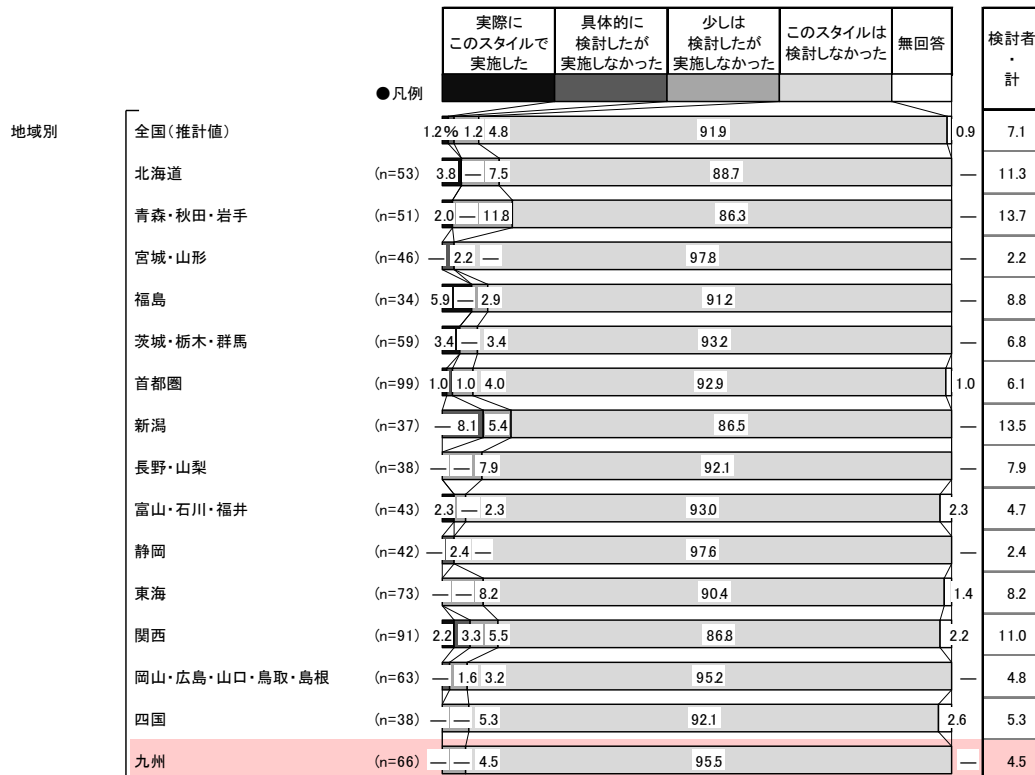 実際に
このスタイルで
実施した
具体的に
検討したが
実施しなかった
少しは
検討したが
実施しなかった
このスタイルは
検討しなかった
無回答
検討者
・
計
●凡例
地域別
全国(推計値) 1.2% 1.2 4.8 91.9 0.9 7.1
北海道 (n=53) 3.8 — 7.5 88.7 — 11.3
青森・秋田・岩手 (n=51) 2.0 — 11.8 86.3 — 13.7
宮城・山形 (n=46) — 2.2 — 97.8 — 2.2
福島 (n=34) 5.9 — 2.9 91.2 — 8.8
茨城・栃木・群馬 (n=59) 3.4 — 3.4 93.2 — 6.8
首都圏 (n=99) 1.0 1.0 4.0 92.9 1.0 6.1
新潟 (n=37) — 8.1 5.4 86.5 — 13.5
長野・山梨 (n=38) — — 7.9 92.1 — 7.9
富山・石川・福井 (n=43) 2.3 — 2.3 93.0 2.3 4.7
静岡 (n=42) — 2.4 — 97.6 — 2.4
東海 (n=73) — — 8.2 90.4 1.4 8.2
関西 (n=91) 2.2 3.3 5.5 86.8 2.2 11.0
岡山・広島・山口・鳥取・島根 (n=63) — 1.6 3.2 95.2 — 4.8
四国 (n=38) — — 5.3 92.1 2.6 5.3
九州 (n=66) — — 4.5 95.5 — 4.5